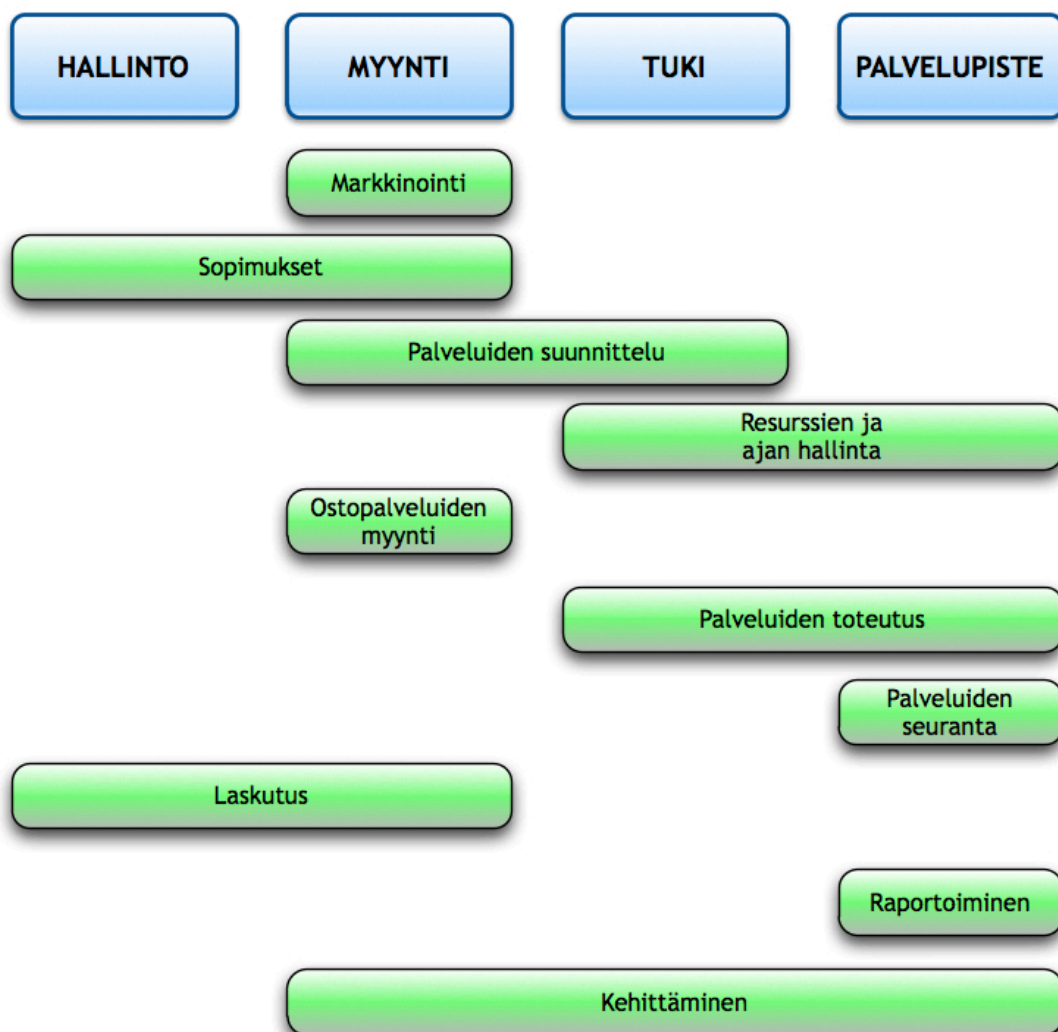 HALLINTO
MYYNTI
TUKI
PALVELUPISTE
Markkinointi
Sopimukset
Palveluiden suunnittelu
Resurssien ja
ajan hallinta
Ostopalveluiden
myynti
Palveluiden toteutus
Palveluiden
seuranta
Laskutus
Raportoiminen
Kehittäminen